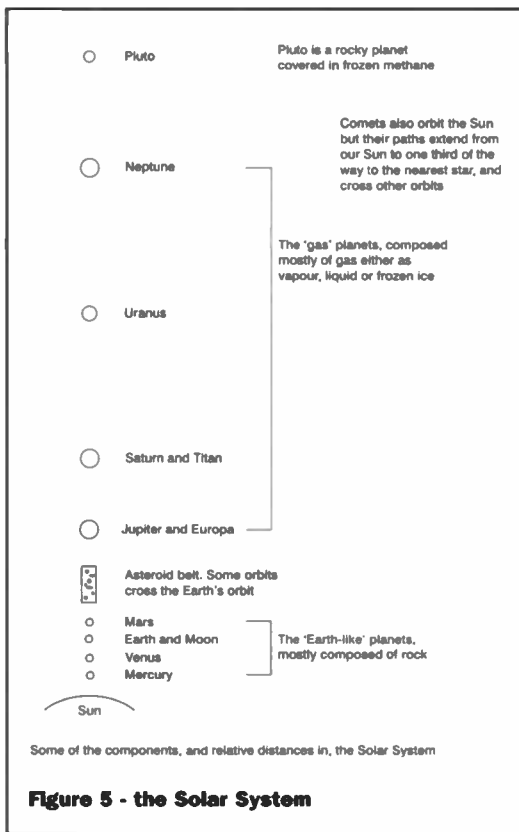 Pluto
Pluto is a rocky planet
covered in frozen methane
Comets also orbit the Sun
but their paths extend from
our Sun to one third of the
way to the nearest star, and
cross other orbits
Neptune
The 'gas' planets, composed
mostly of gas either as
vapour, liquid or frozen ice
Uranus
Saturn and Titan
Jupiter and Europa
Asteroid belt. Some orbits
cross the Earth's orbit
Mars
Earth and Moon
Venus
Mercury
The 'Earth-like' planets,
mostly composed of rock
Sun
Some of the components, and relative distances in, the Solar System
Figure 5 - the Solar System